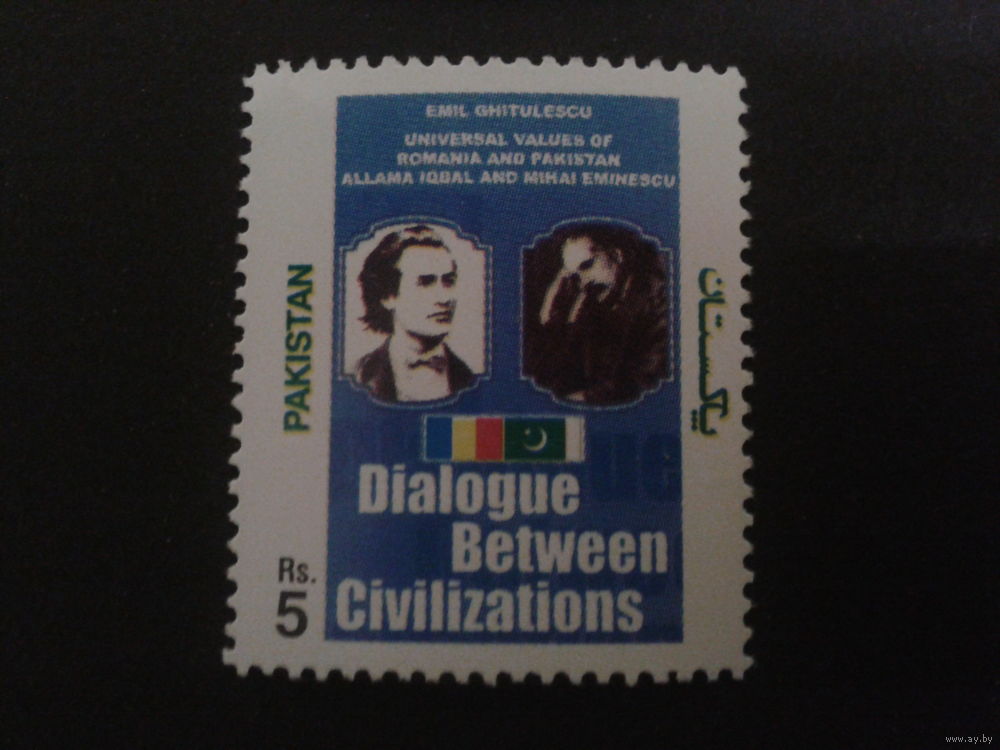 EMIL GHITULESCU
UNIVERSAL VALUES OF
ROMANIA AND PAKISTAN
ALLAMA IQBAL AND MIHAI EMINESCU
PAKISTAN
پاکستان
Dialogue
Between
Civilizations
Rs.
5
www.ay.by